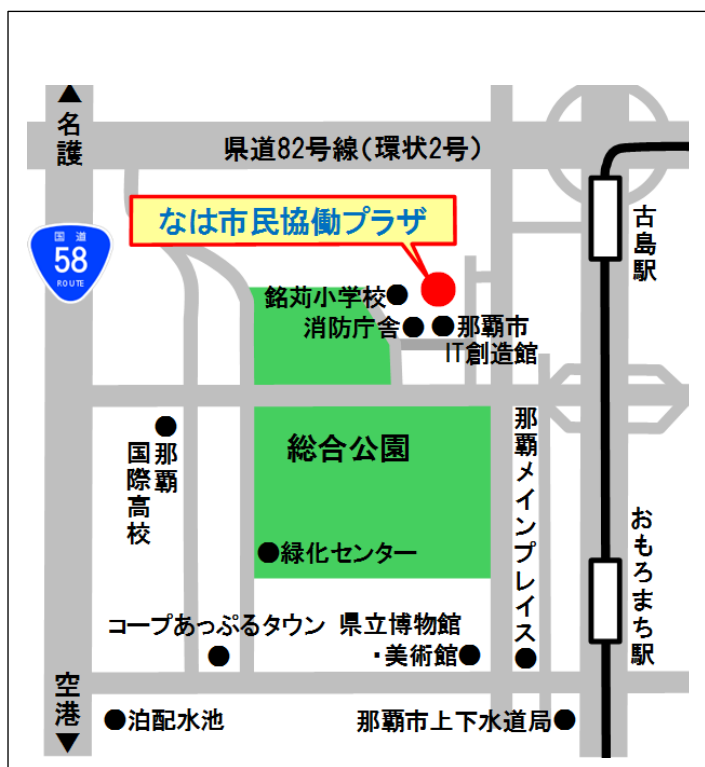 ▲
名護
県道82号線(環状2号)
なは市民協働プラザ
国道
58
ROUTE
古島駅
銘苅小学校●
消防庁舎●
●那覇市
IT創造館
●那覇
国際高校
総合公園
那覇メインプレイス●
●緑化センター
おもろまち駅
コープあっぷるタウン
●
県立博物館
・美術館●
空港
▼
●泊配水池
那覇市上下水道局●